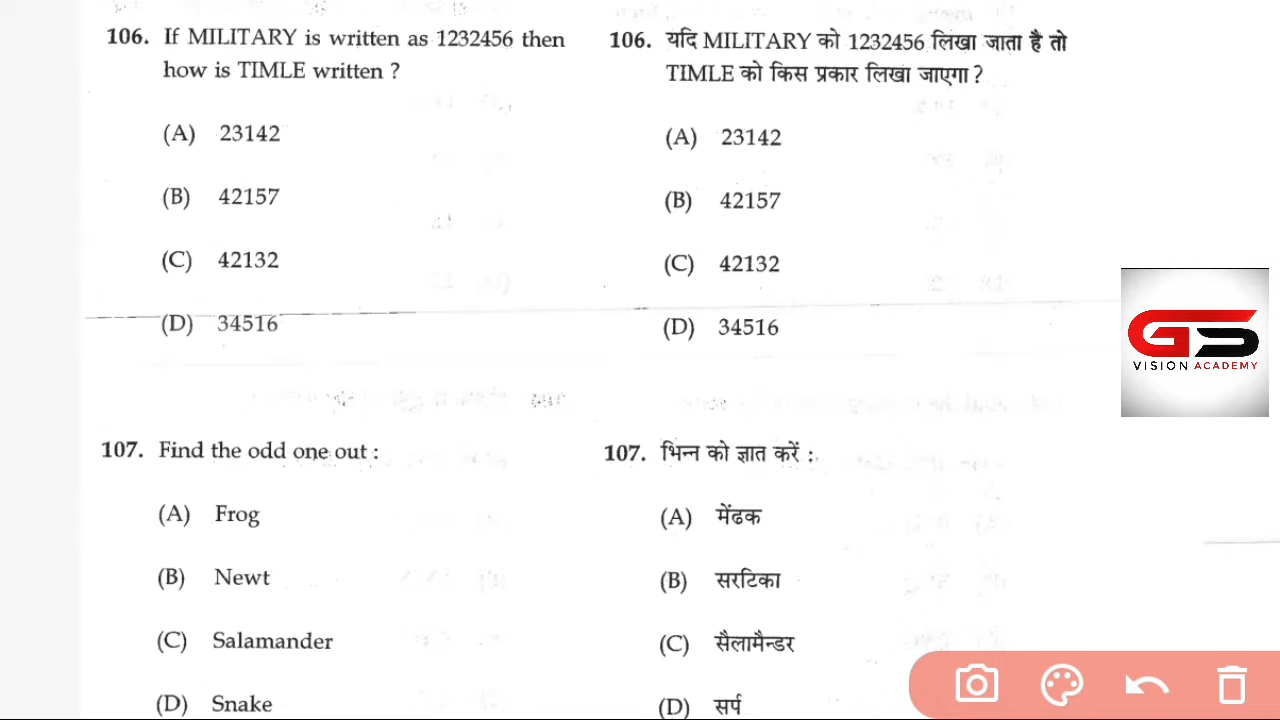 106. If MILITARY is written as 1232456 then
how is TIMLE written ?
(A) 23142
(B) 42157
(C) 42132
(D) 34516
107. Find the odd one out :
(A) Frog
(B) Newt
(C) Salamander
(D) Snake
106. यदि MILITARY को 1232456 लिखा जाता है तो
TIMLE को किस प्रकार लिखा जाएगा ?
(A) 23142
(B) 42157
(C) 42132
(D) 34516
107. भिन्न को ज्ञात करें :
(A) मेंढक
(B) सरटिका
(C) सैलामैन्डर
(D) सर्प
GS
VISION ACADEMY